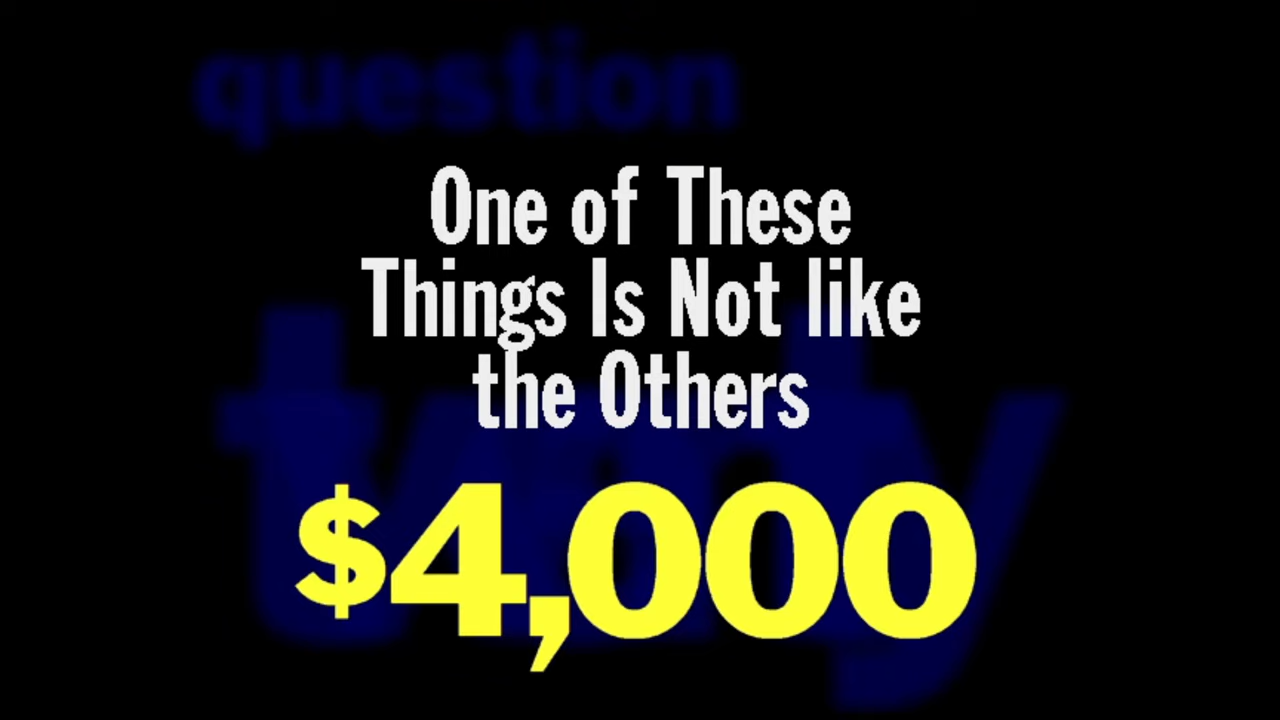 question
One of These
Things Is Not like
the Others
$4,000